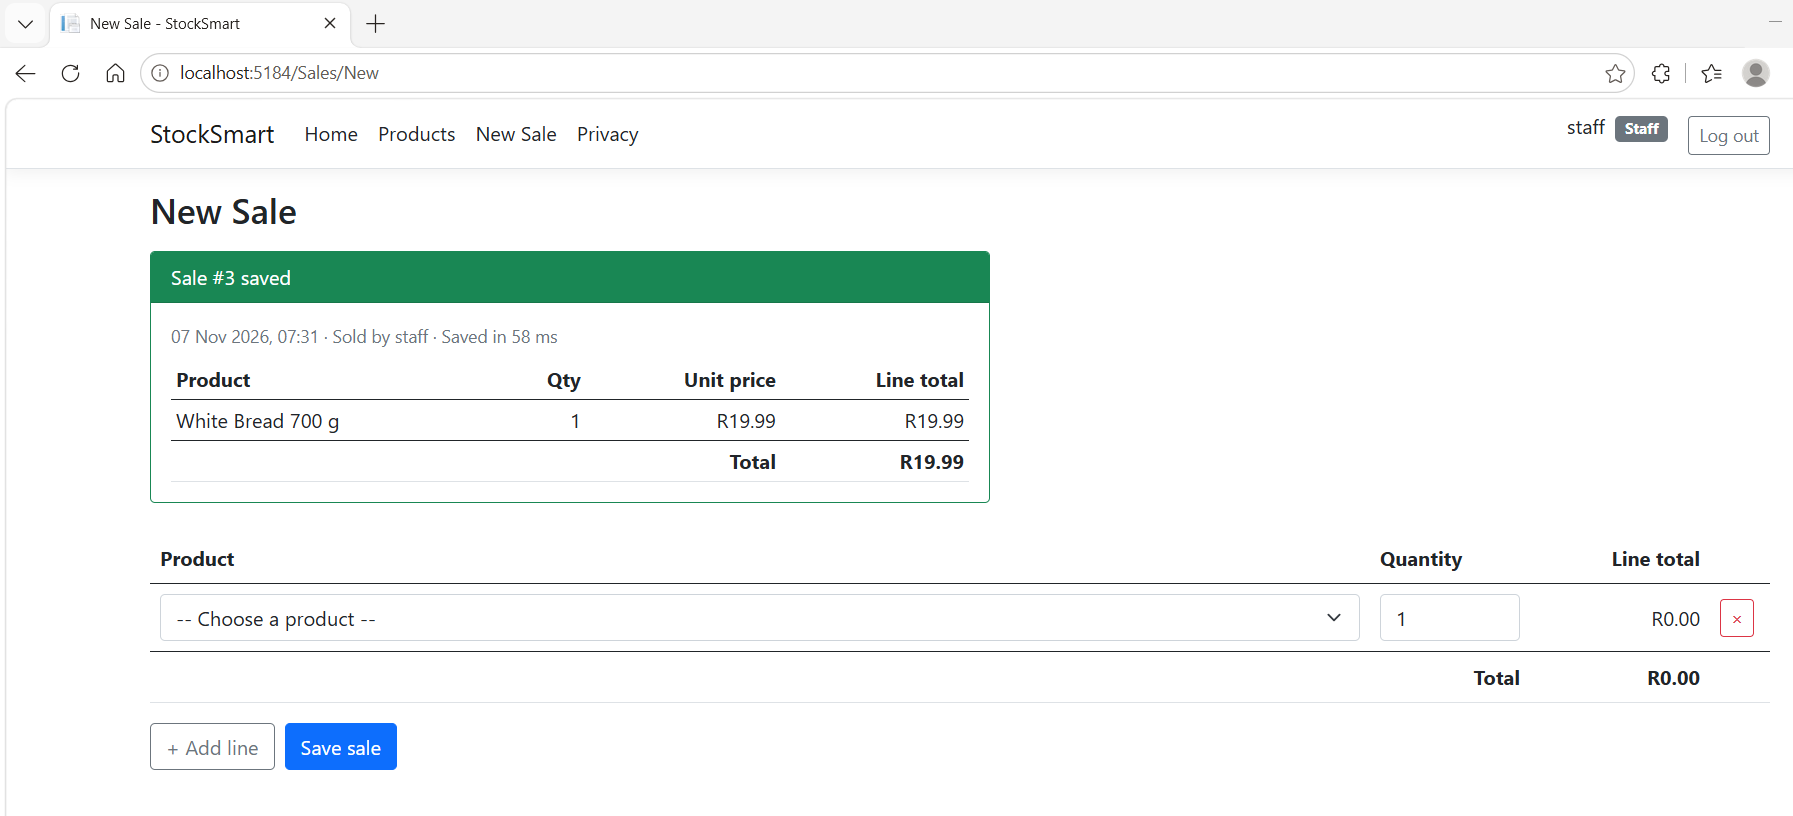 New Sale - StockSmart
localhost:5184/Sales/New
StockSmart Home Products New Sale Privacy staff Staff Log out
New Sale
Sale #3 saved
07 Nov 2026, 07:31 · Sold by staff · Saved in 58 ms
Product Qty Unit price Line total
White Bread 700 g 1 R19.99 R19.99
Total R19.99
Product Quantity Line total
-- Choose a product -- 1 R0.00 ×
Total R0.00
+ Add line Save sale